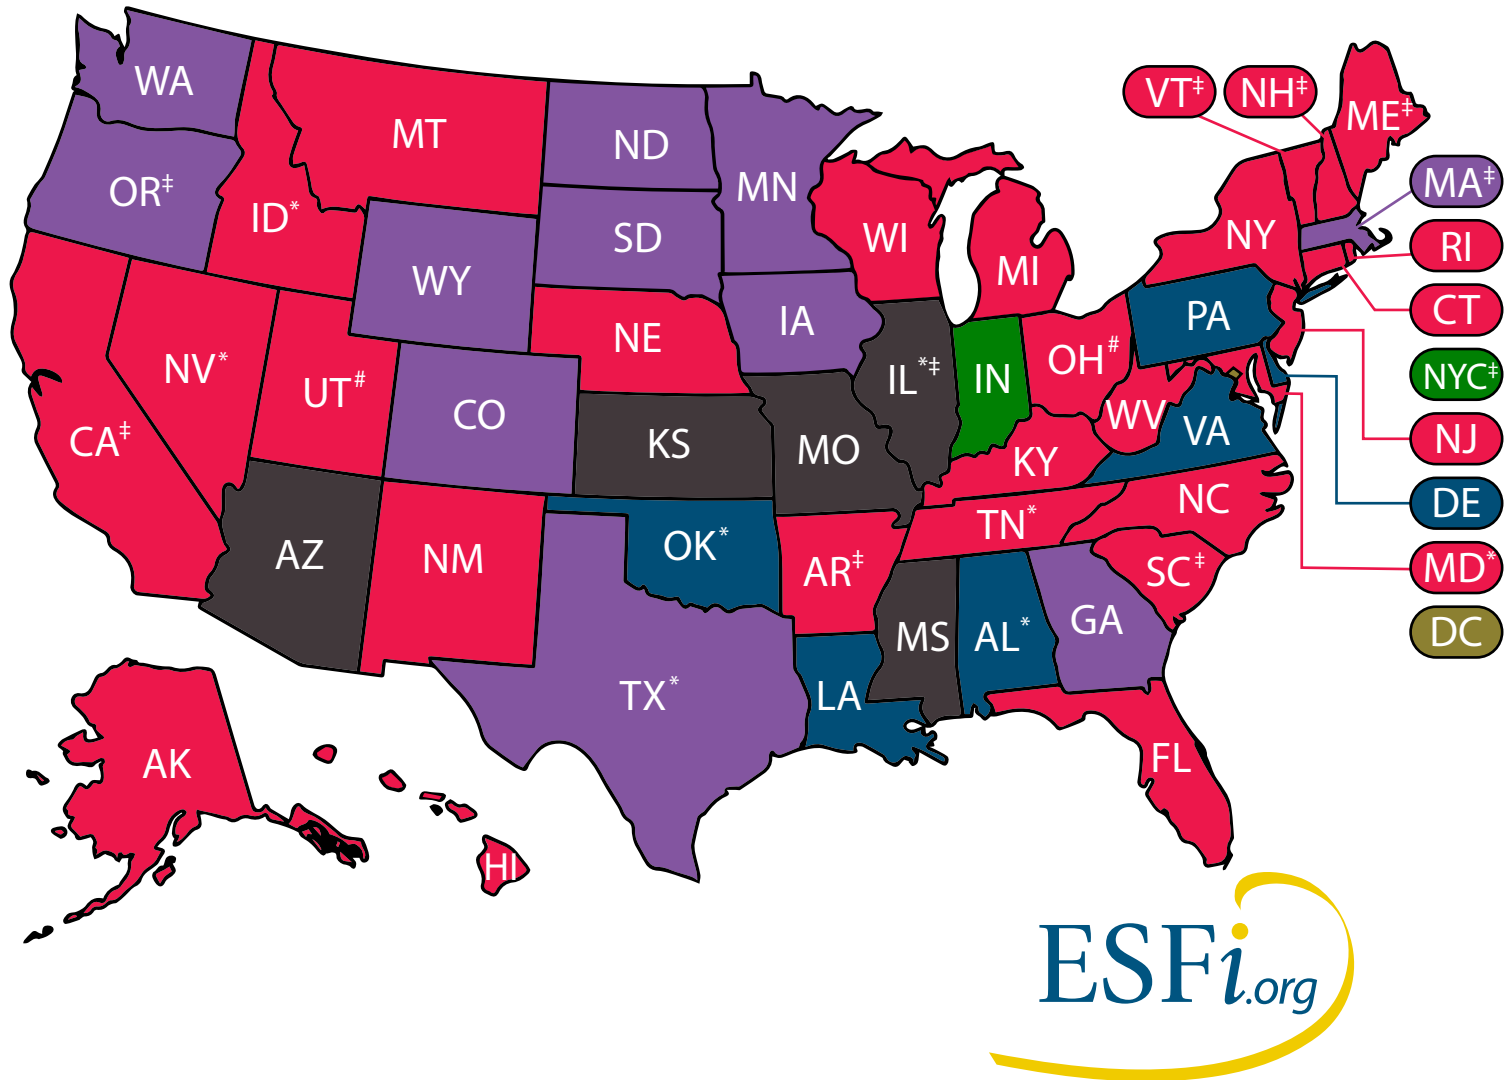 WA
MT
ND
MN
OR‡
ID*
SD
WY
WI
MI
NY
VT‡
NH‡
ME‡
MA‡
RI
CT
NYC‡
NJ
DE
MD*
DC
IA
NE
PA
NV*
UT#
CO
IL*‡
IN
OH#
WV
VA
CA‡
KS
MO
KY
NC
TN*
AZ
NM
OK*
AR‡
SC‡
MS
AL*
GA
TX*
LA
FL
AK
HI
ESFi.org